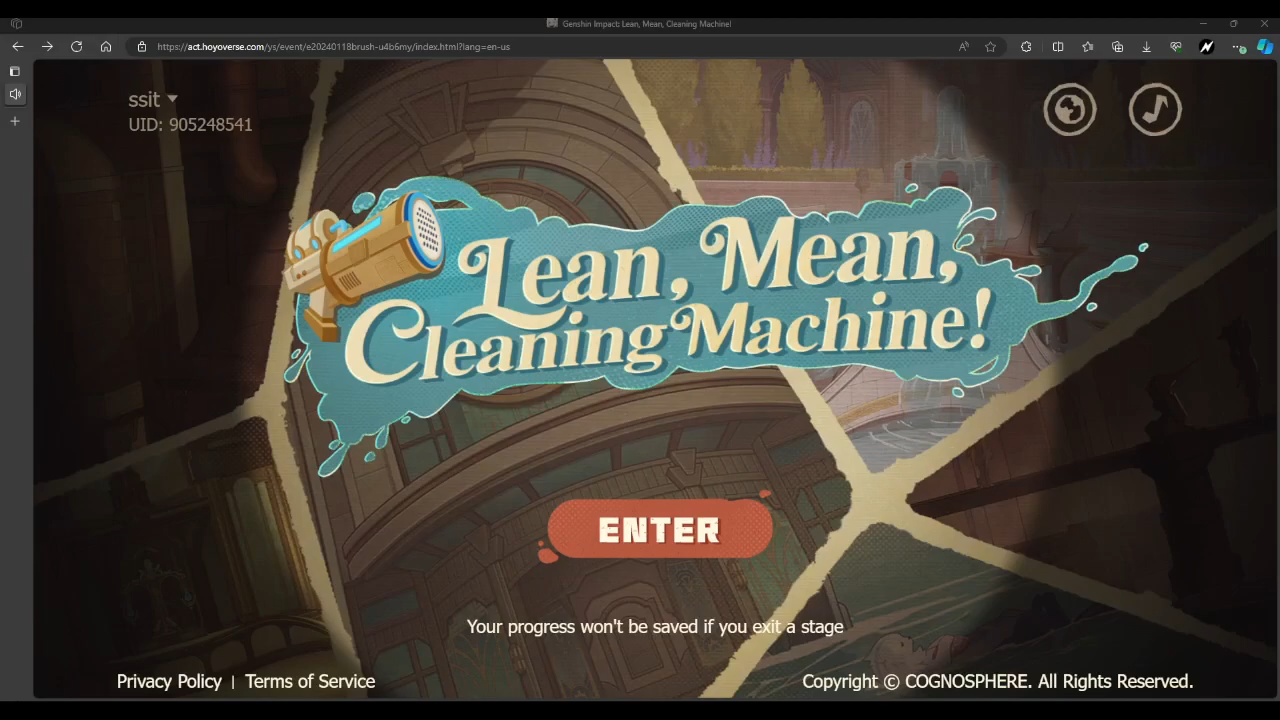 Genshin Impact: Lean, Mean, Cleaning Machine!
https://act.hoyoverse.com/ys/event/e20240118brush-u4b6my/index.html?lang=en-us
ssit
UID: 905248541
Lean, Mean,
Cleaning Machine!
ENTER
Your progress won't be saved if you exit a stage
Privacy Policy | Terms of Service
Copyright © COGNOSPHERE. All Rights Reserved.